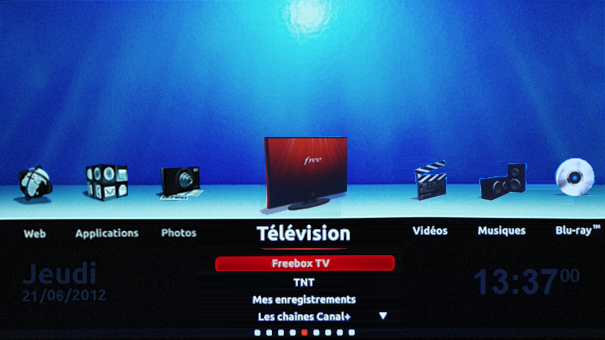 free
Web
Applications
Photos
Télévision
Vidéos
Musiques
Blu-ray™
Jeudi
21/06/2012
Freebox TV
TNT
Mes enregistrements
Les chaînes Canal+
13:37 00